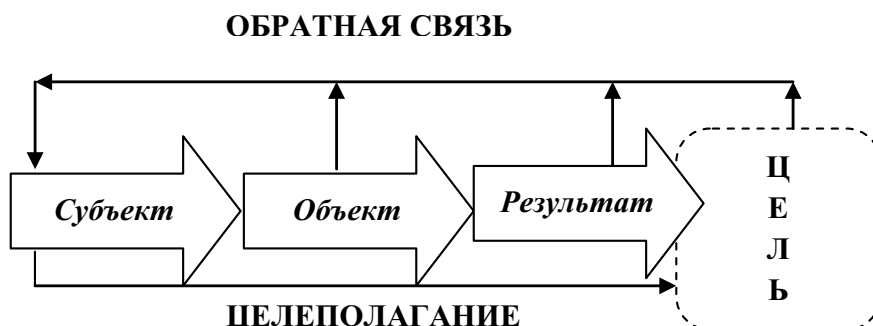 ОБРАТНАЯ СВЯЗЬ
Субъект
Объект
Результат
Ц
Е
Л
Ь
ЦЕЛЕПОЛАГАНИЕ